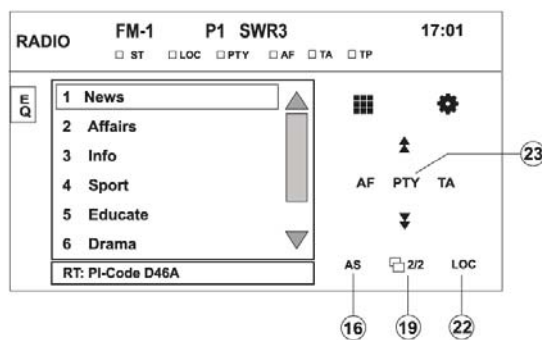 RADIO FM-1 P1 SWR3 17:01
ST LOC PTY AF TA TP
EQ
1 News
2 Affairs
3 Info
23
4 Sport AF PTY TA
5 Educate
6 Drama
RT: PI-Code D46A AS 2/2 LOC
16 19 22